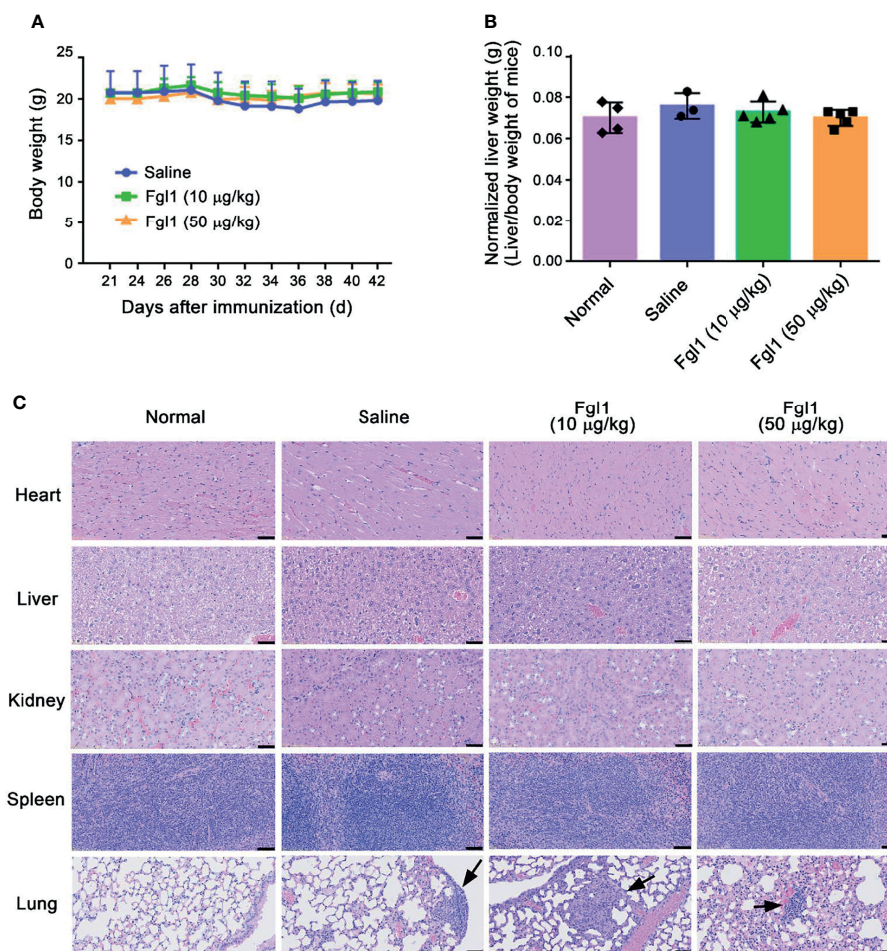 A
Body weight (g)
25
20
15
10
5
0
Saline
Fgl1 (10 μg/kg)
Fgl1 (50 μg/kg)
21 24 26 28 30 32 34 36 38 40 42
Days after immunization (d)
B
Normalized liver weight (g)
(Liver/body weight of mice)
0.10
0.08
0.06
0.04
0.02
0.00
Normal
Saline
Fgl1 (10 μg/kg)
Fgl1 (50 μg/kg)
C
Normal
Saline
Fgl1
(10 μg/kg)
Fgl1
(50 μg/kg)
Heart
Liver
Kidney
Spleen
Lung